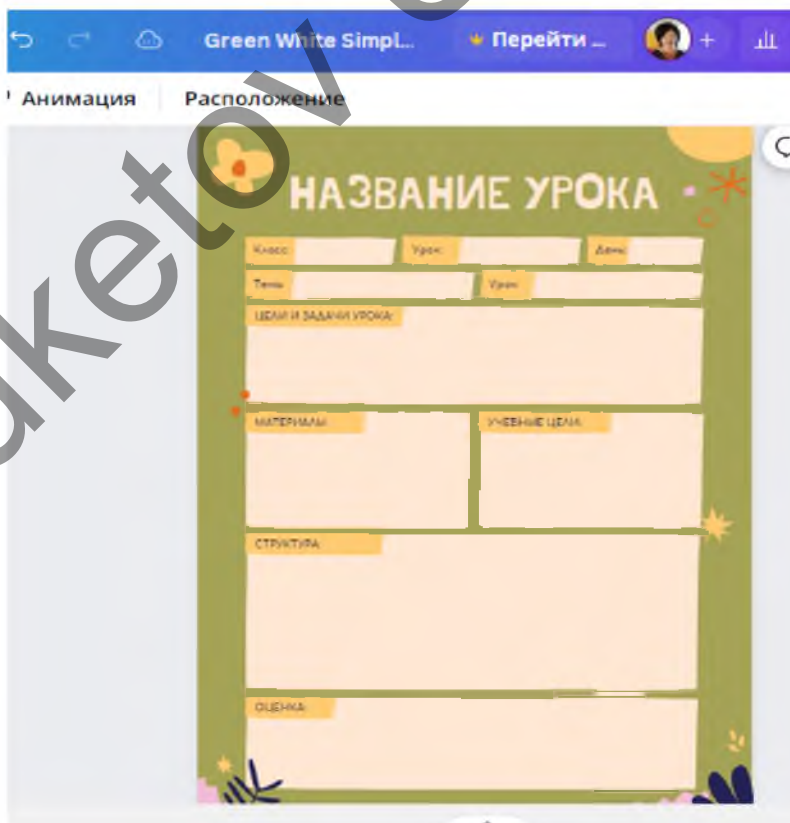 Green White Simpl...
Перейти ...
Анимация
Расположение
НАЗВАНИЕ УРОКА
Класс: Урок: День:
Тема: Урок:
ЦЕЛИ И ЗАДАЧИ УРОКА:
МАТЕРИАЛЫ: УЧЕБНЫЕ ЦЕЛИ:
СТРУКТУРА:
ОЦЕНКА: